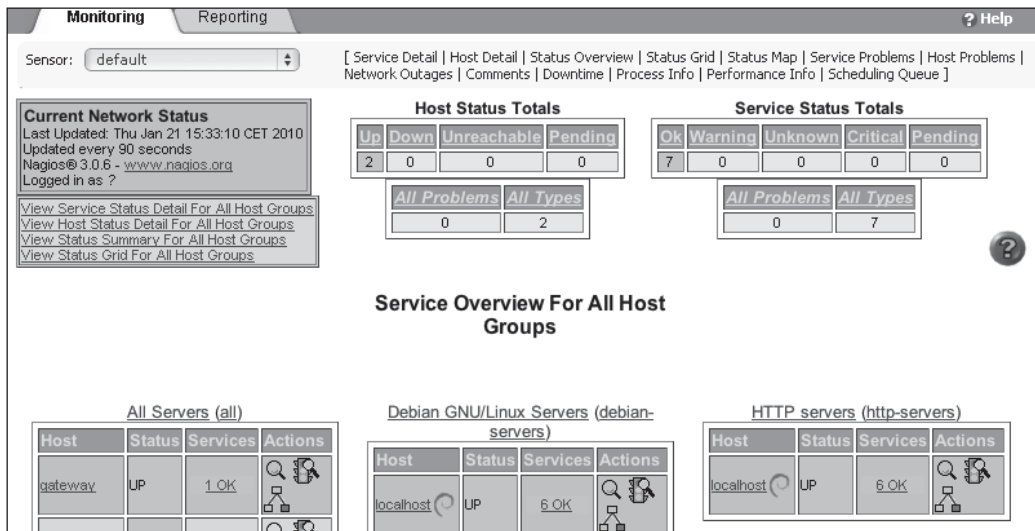 Monitoring
Reporting
? Help
Sensor: default
[ Service Detail | Host Detail | Status Overview | Status Grid | Status Map | Service Problems | Host Problems |
Network Outages | Comments | Downtime | Process Info | Performance Info | Scheduling Queue ]
Current Network Status
Last Updated: Thu Jan 21 15:33:10 CET 2010
Updated every 90 seconds
Nagios® 3.0.6 - www.nagios.org
Logged in as ?
View Service Status Detail For All Host Groups
View Host Status Detail For All Host Groups
View Status Summary For All Host Groups
View Status Grid For All Host Groups
Host Status Totals
Up Down Unreachable Pending
2 0 0 0
All Problems All Types
0 2
Service Status Totals
Ok Warning Unknown Critical Pending
7 0 0 0 0
All Problems All Types
0 7
?
Service Overview For All Host
Groups
All Servers (all)
Host Status Services Actions
gateway UP 1 OK
Debian GNU/Linux Servers (debian-
servers)
Host Status Services Actions
localhost UP 6 OK
HTTP servers (http-servers)
Host Status Services Actions
localhost UP 6 OK